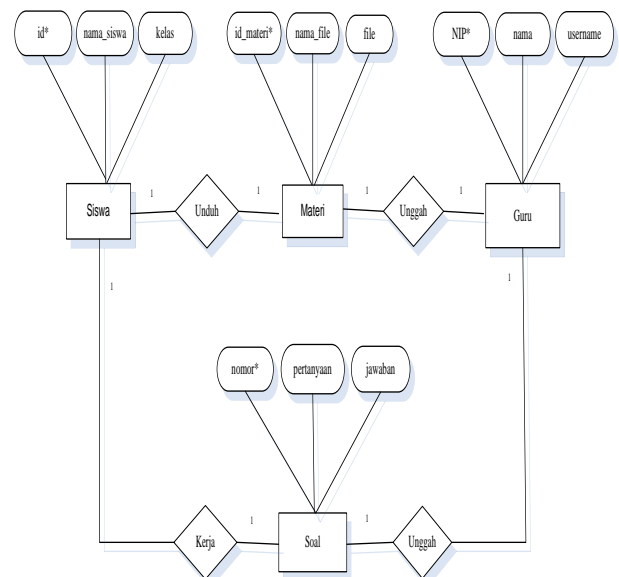 id*
nama_siswa
kelas
id_materi*
nama_file
file
NIP*
nama
username
Siswa
1
Unduh
1
Materi
1
Unggah
1
Guru
1
1
nomor*
pertanyaan
jawaban
Kerja
1
Soal
1
Unggah